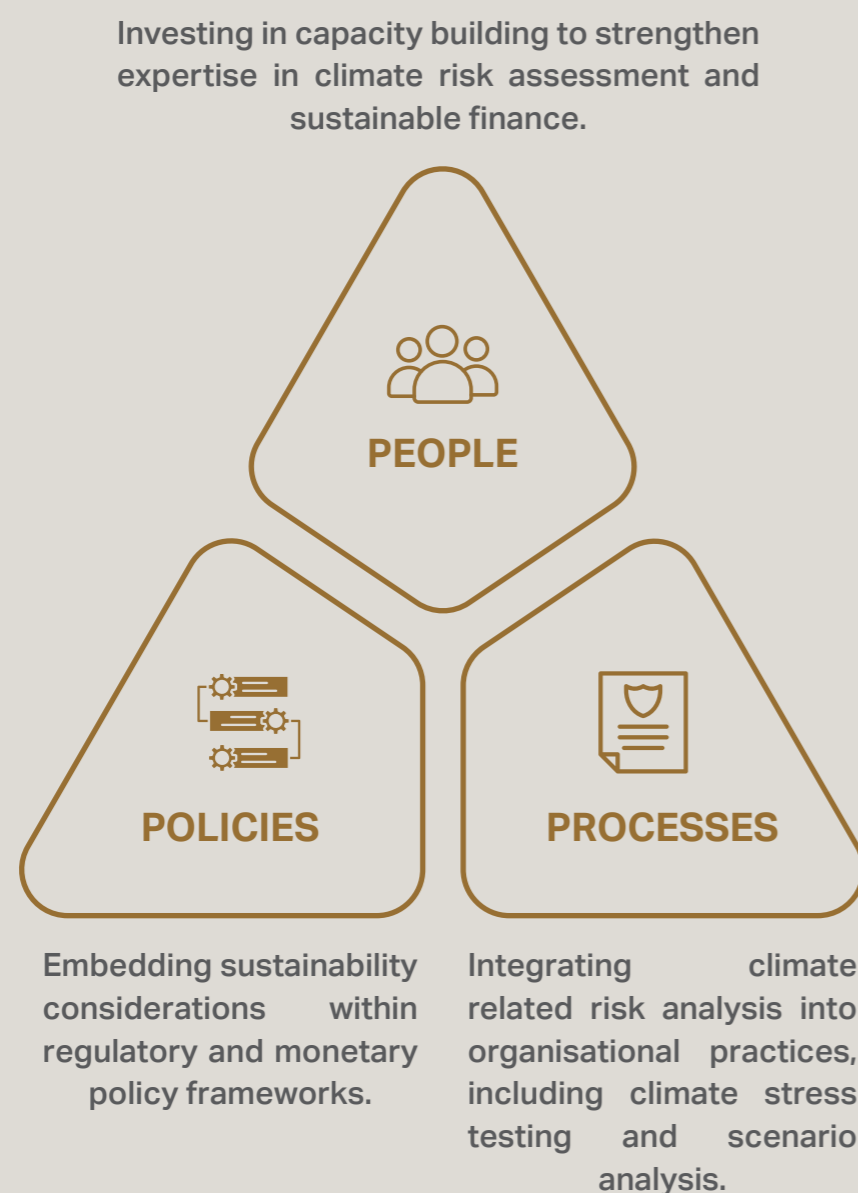 Investing in capacity building to strengthen
expertise in climate risk assessment and
sustainable finance.
PEOPLE
POLICIES
PROCESSES
Embedding sustainability
considerations within
regulatory and monetary
policy frameworks.
Integrating climate
related risk analysis into
organisational practices,
including climate stress
testing and scenario
analysis.